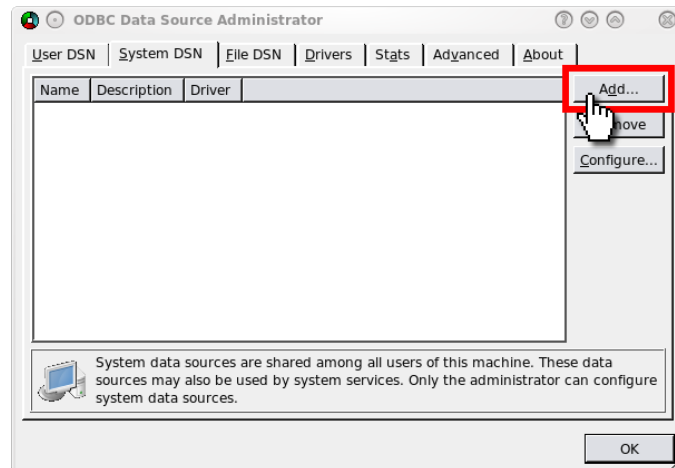 ODBC Data Source Administrator
User DSN System DSN File DSN Drivers Stats Advanced About
Name Description Driver
Add...
move
Configure...
System data sources are shared among all users of this machine. These data
sources may also be used by system services. Only the administrator can configure
system data sources.
OK